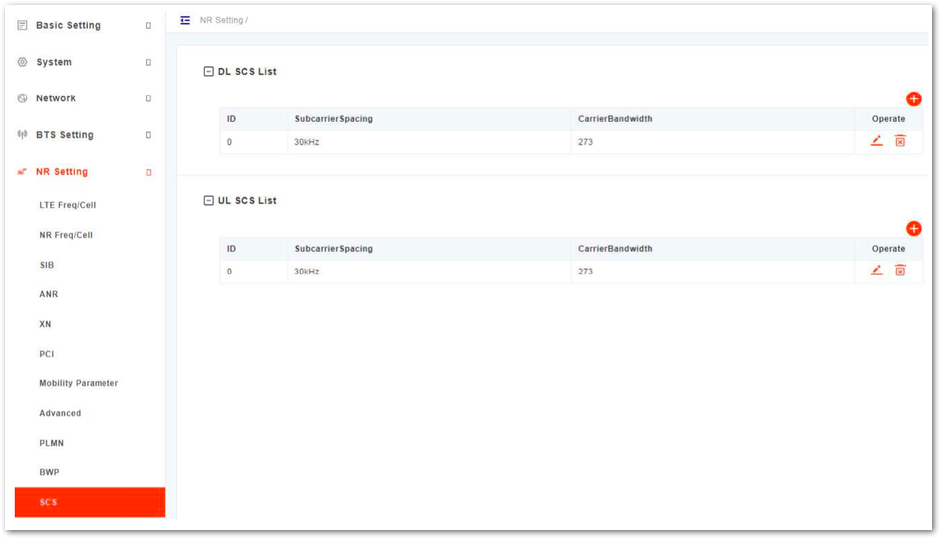 Basic Setting
System
Network
BTS Setting
NR Setting
LTE Freq/Cell
NR Freq/Cell
SIB
ANR
XN
PCI
Mobility Parameter
Advanced
PLMN
BWP
SCS
NR Setting /
DL SCS List
ID SubcarrierSpacing CarrierBandwidth Operate
0 30kHz 273
UL SCS List
ID SubcarrierSpacing CarrierBandwidth Operate
0 30kHz 273